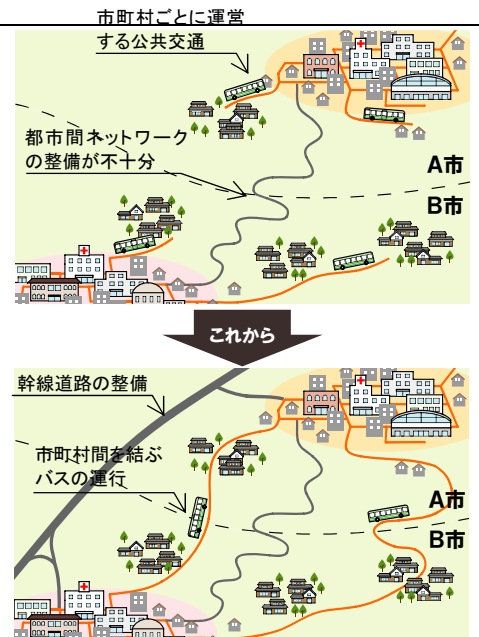 市町村ごとに運営
する公共交通
都市間ネットワーク
の整備が不十分
A市
B市
これから
幹線道路の整備
市町村間を結ぶ
バスの運行
A市
B市